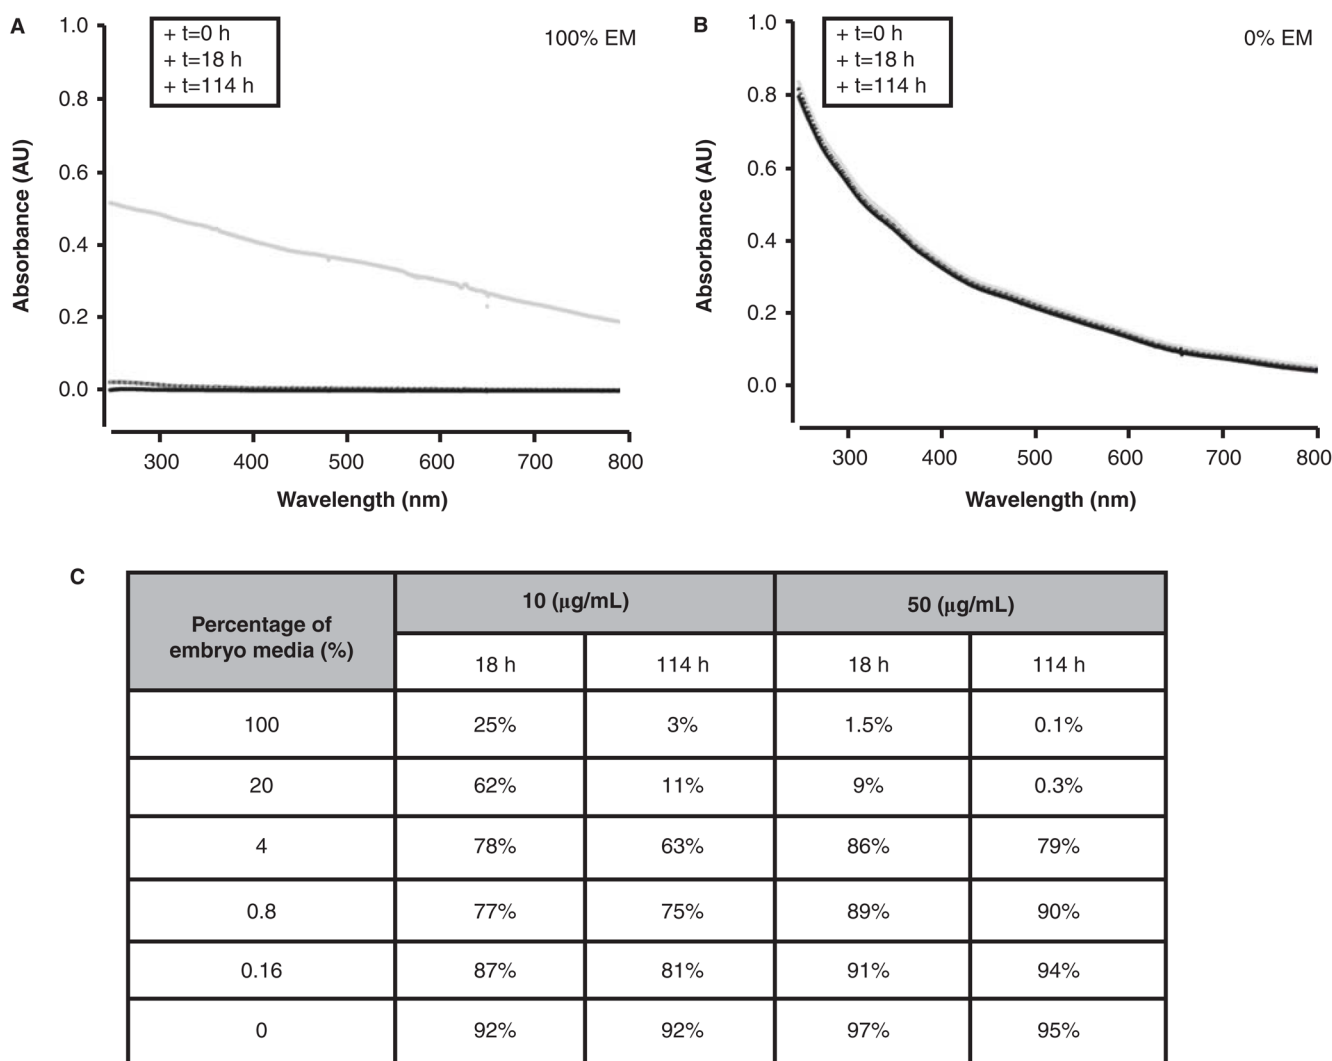 A
1.0
0.8
0.6
0.4
0.2
0.0
Absorbance (AU)
+ t=0 h
+ t=18 h
+ t=114 h
100% EM
300 400 500 600 700 800
Wavelength (nm)
B
1.0
0.8
0.6
0.4
0.2
0.0
Absorbance (AU)
+ t=0 h
+ t=18 h
+ t=114 h
0% EM
300 400 500 600 700 800
Wavelength (nm)
C
Percentage of
embryo media (%)
10 (μg/mL) 50 (μg/mL)
18 h 114 h 18 h 114 h
100 25% 3% 1.5% 0.1%
20 62% 11% 9% 0.3%
4 78% 63% 86% 79%
0.8 77% 75% 89% 90%
0.16 87% 81% 91% 94%
0 92% 92% 97% 95%